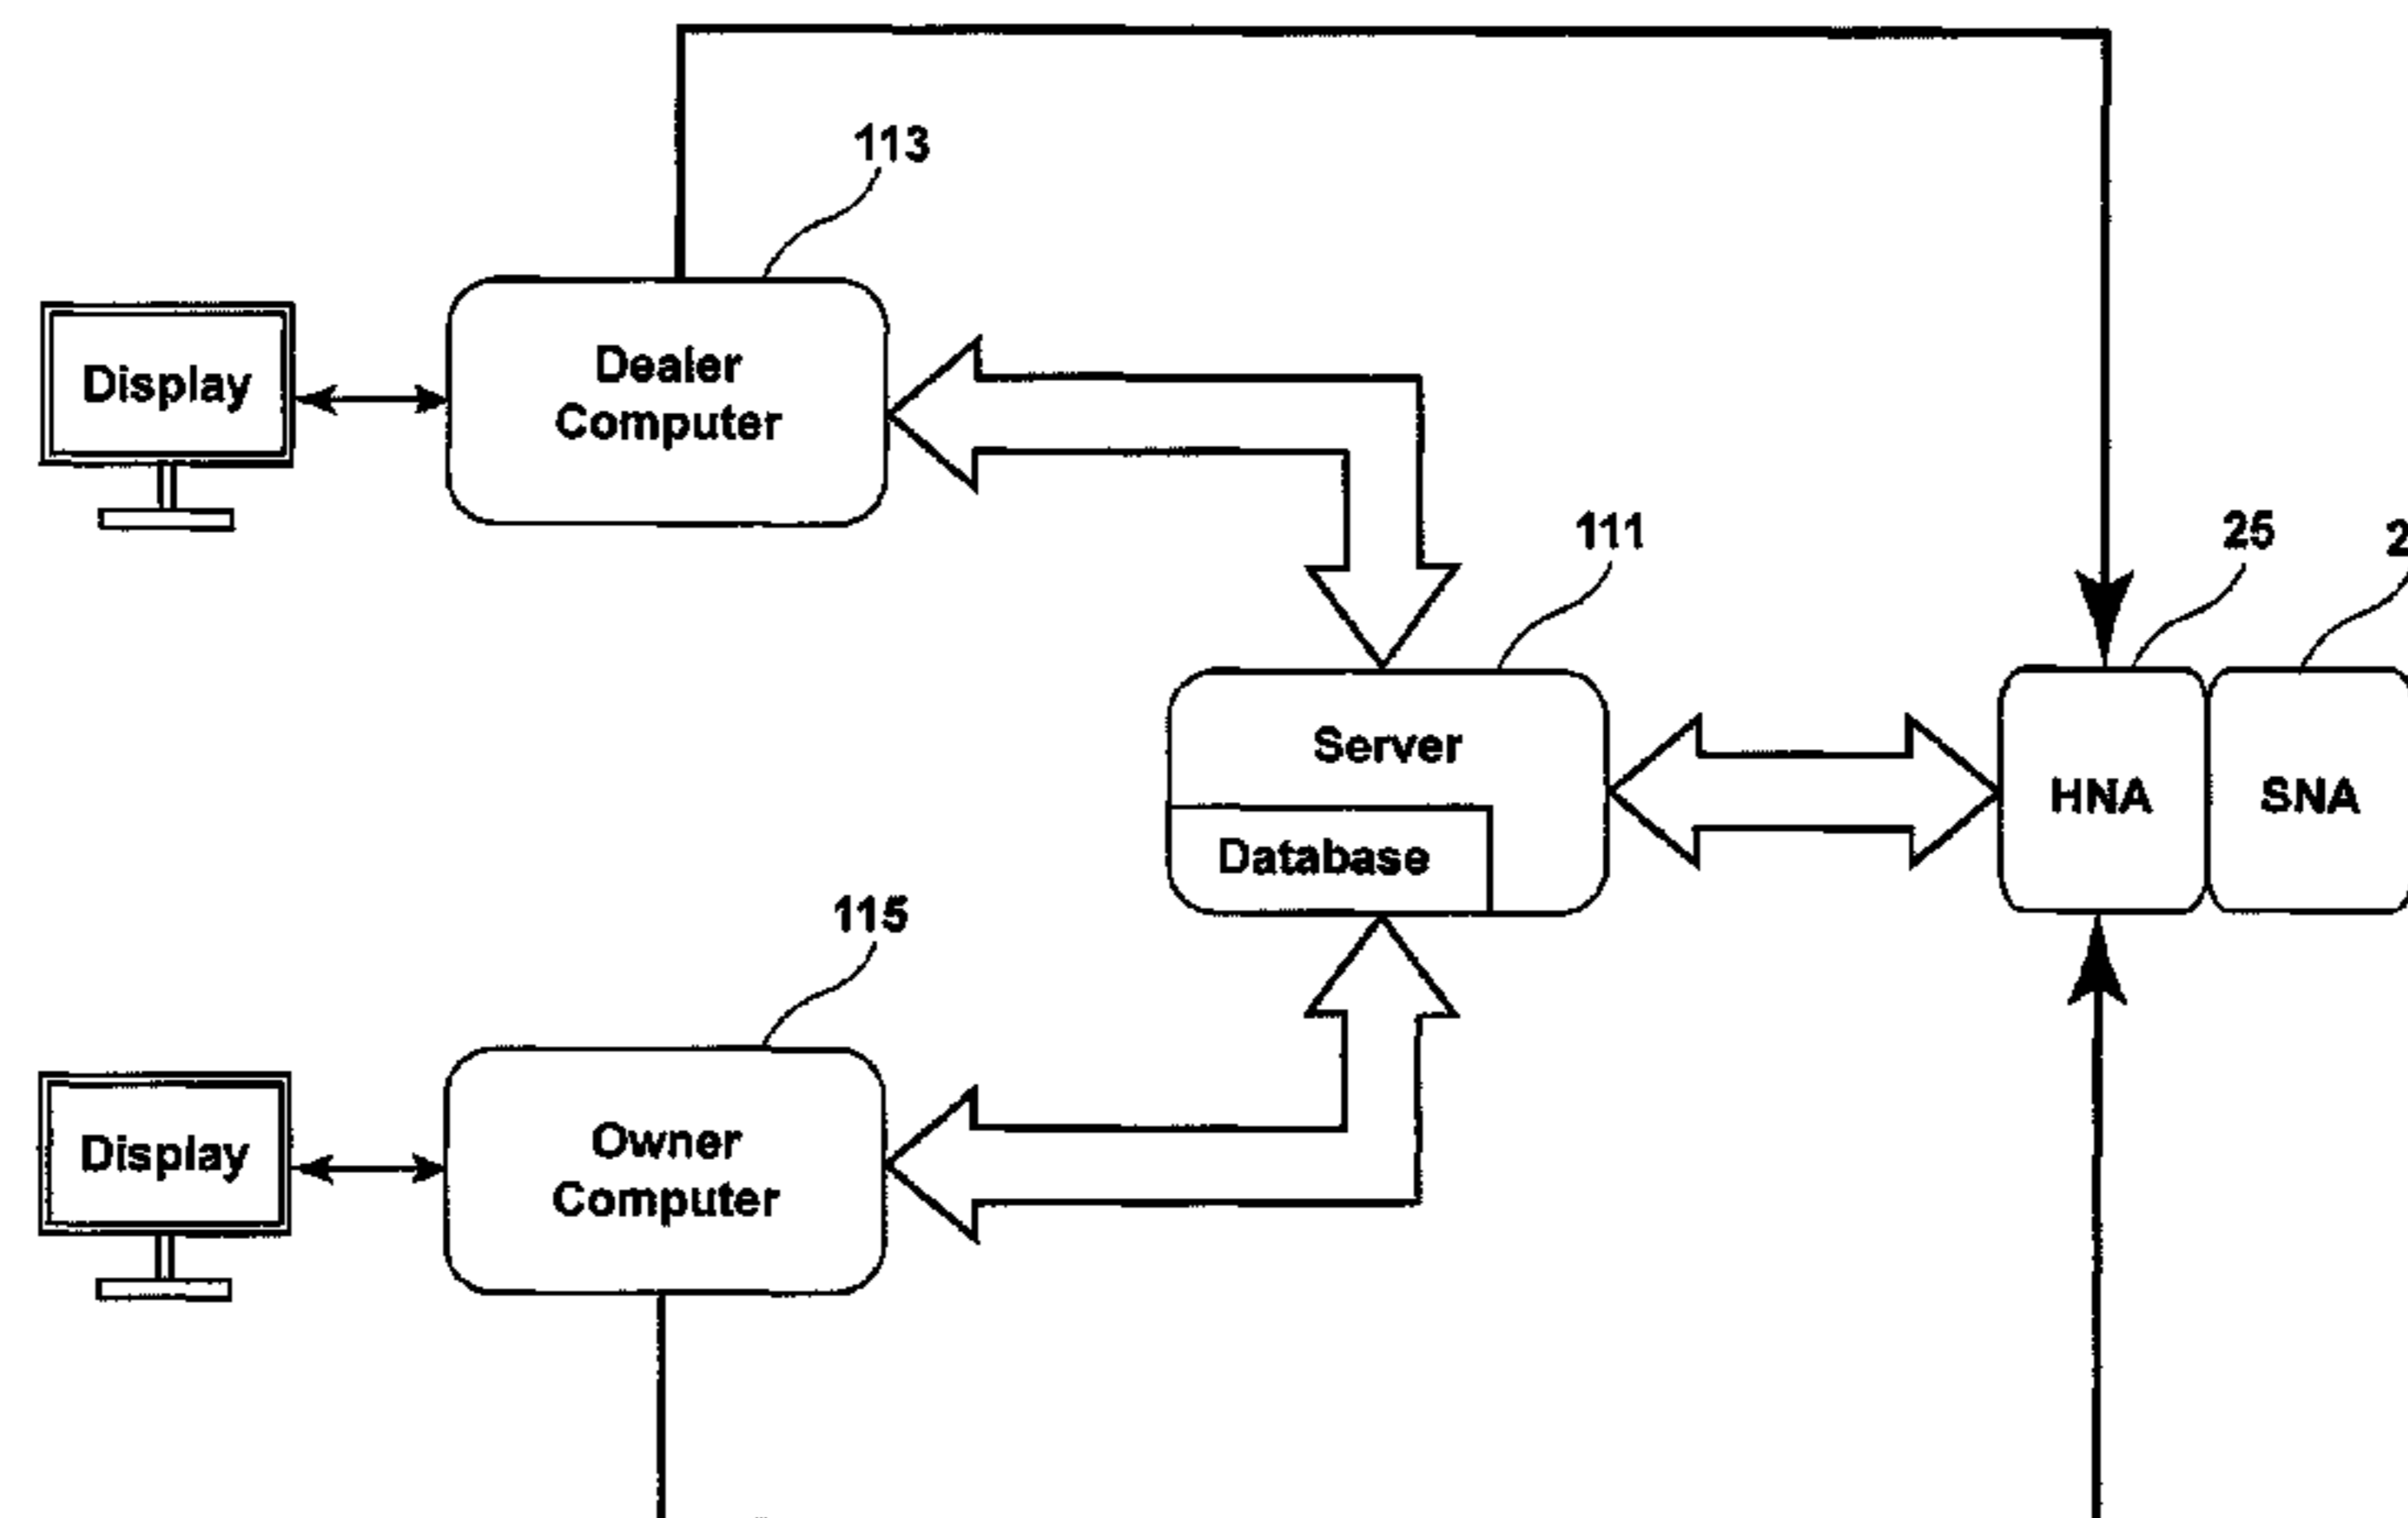 113
Display
Dealer
Computer
111
25
Server
HNA
SNA
Database
115
Display
Owner
Computer